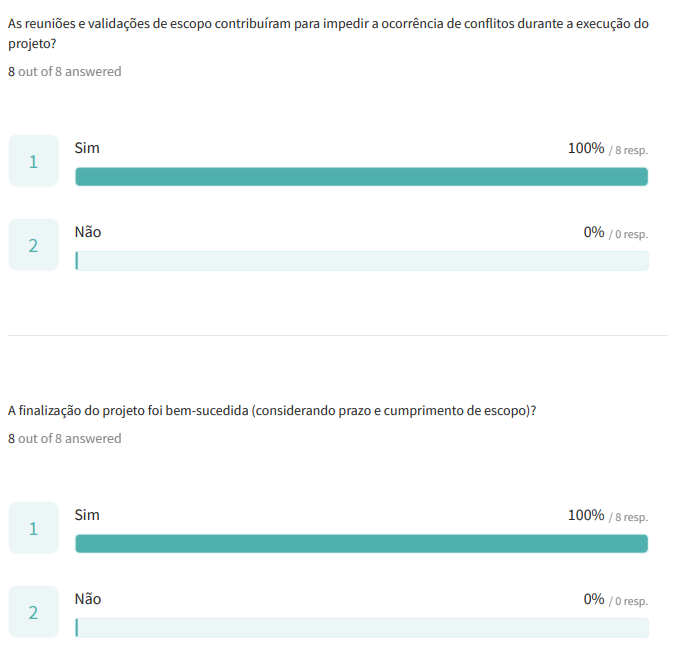 As reuniões e validações de escopo contribuíram para impedir a ocorrência de conflitos durante a execução do
projeto?
8 out of 8 answered
1
Sim
100% / 8 resp.
2
Não
0% / 0 resp.
A finalização do projeto foi bem-sucedida (considerando prazo e cumprimento de escopo)?
8 out of 8 answered
1
Sim
100% / 8 resp.
2
Não
0% / 0 resp.